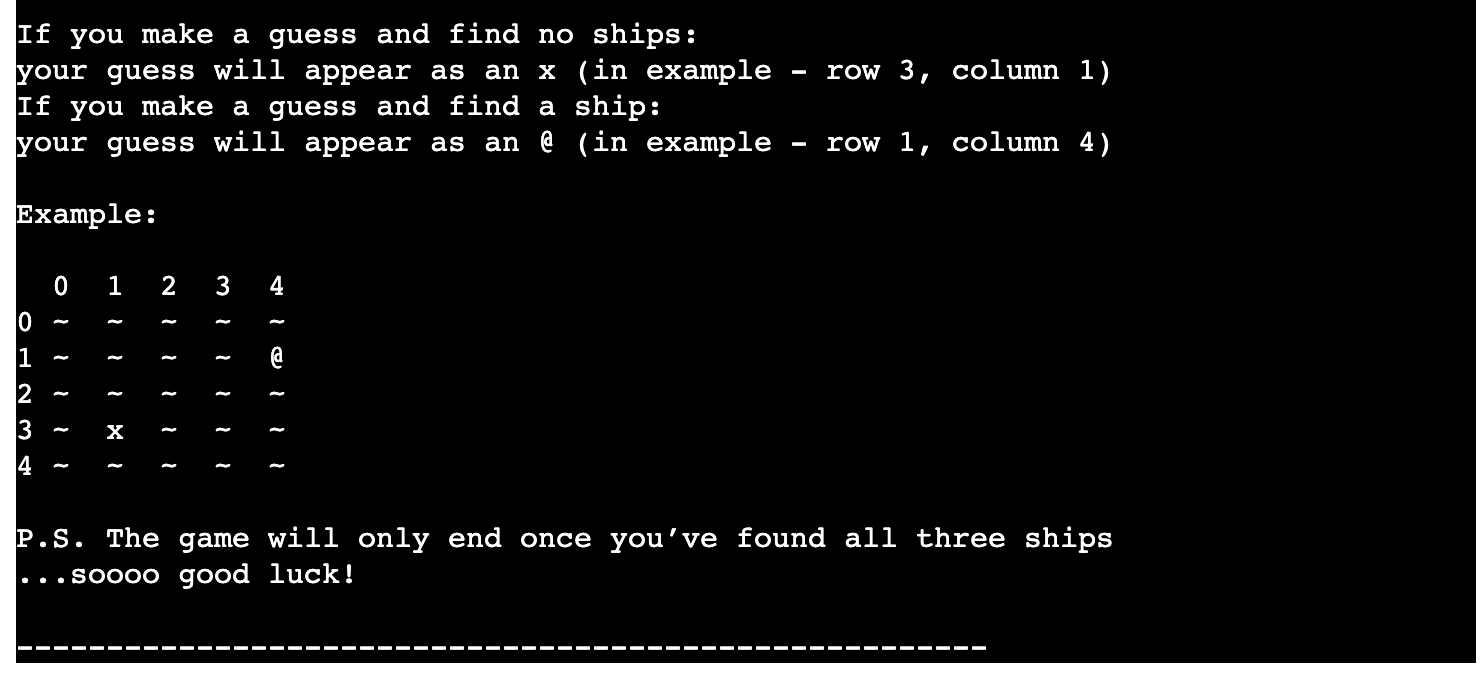 If you make a guess and find no ships:
your guess will appear as an x (in example - row 3, column 1)
If you make a guess and find a ship:
your guess will appear as an @ (in example - row 1, column 4)
Example:
  0  1  2  3  4
0 ~  ~  ~  ~  ~
1 ~  ~  ~  ~  @
2 ~  ~  ~  ~  ~
3 ~  x  ~  ~  ~
4 ~  ~  ~  ~  ~
P.S. The game will only end once you’ve found all three ships
...soooo good luck!
------------------------------------------------------